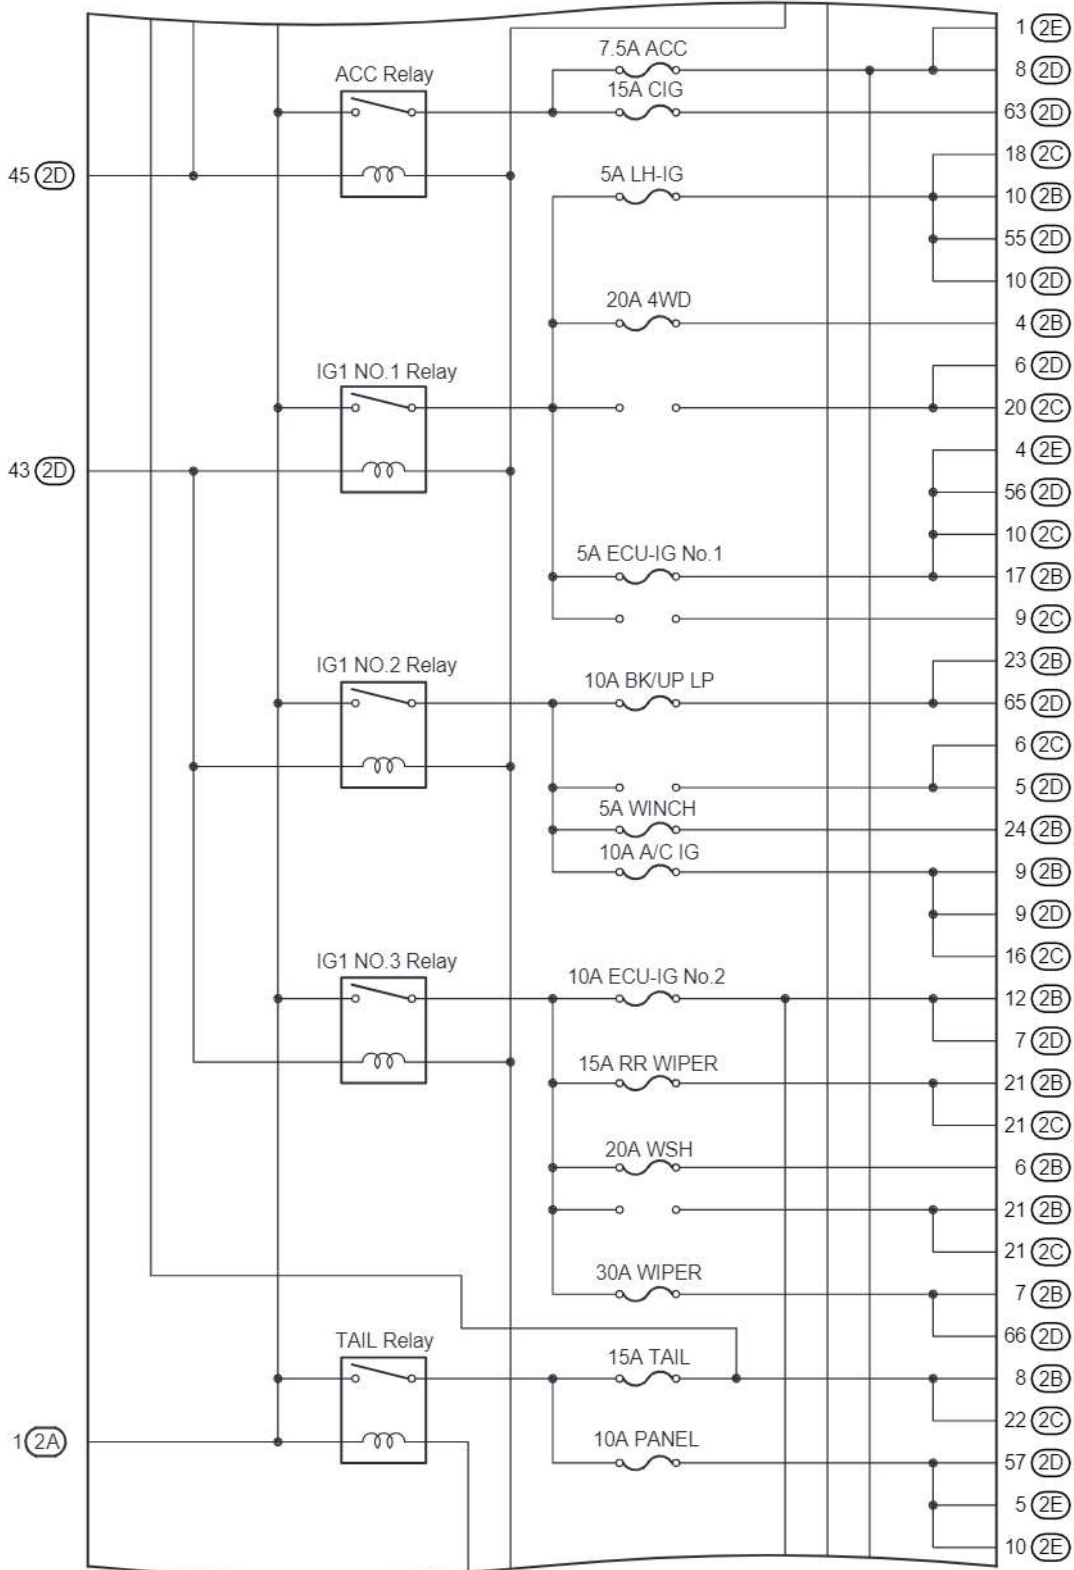 1 2E
7.5A ACC
ACC Relay
8 2D
15A CIG
63 2D
18 2C
45 2D
5A LH-IG
10 2B
55 2D
10 2D
20A 4WD
4 2B
6 2D
IG1 NO.1 Relay
20 2C
4 2E
43 2D
56 2D
10 2C
5A ECU-IG No.1
17 2B
9 2C
23 2B
IG1 NO.2 Relay
10A BK/UP LP
65 2D
6 2C
5 2D
5A WINCH
24 2B
10A A/C IG
9 2B
9 2D
16 2C
IG1 NO.3 Relay
10A ECU-IG No.2
12 2B
7 2D
15A RR WIPER
21 2B
21 2C
20A WSH
6 2B
21 2B
21 2C
30A WIPER
7 2B
66 2D
TAIL Relay
15A TAIL
8 2B
22 2C
1 2A
10A PANEL
57 2D
5 2E
10 2E